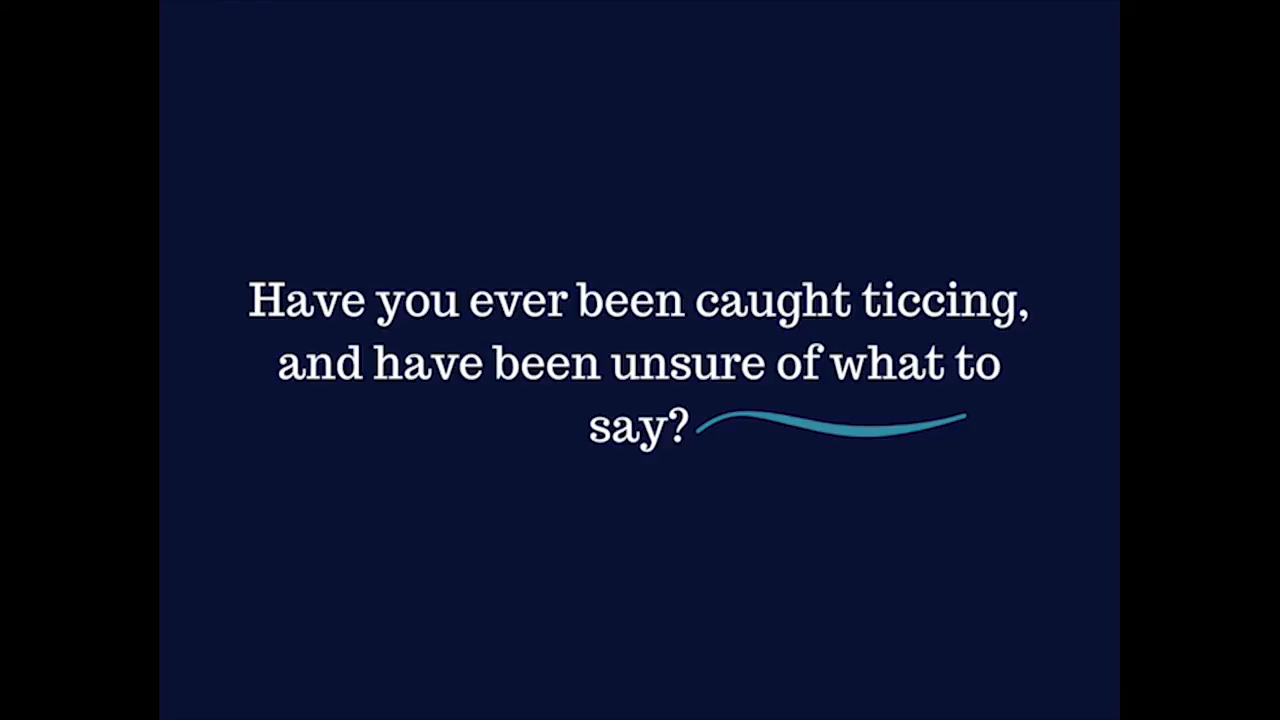 Have you ever been caught ticcing,
and have been unsure of what to
say?